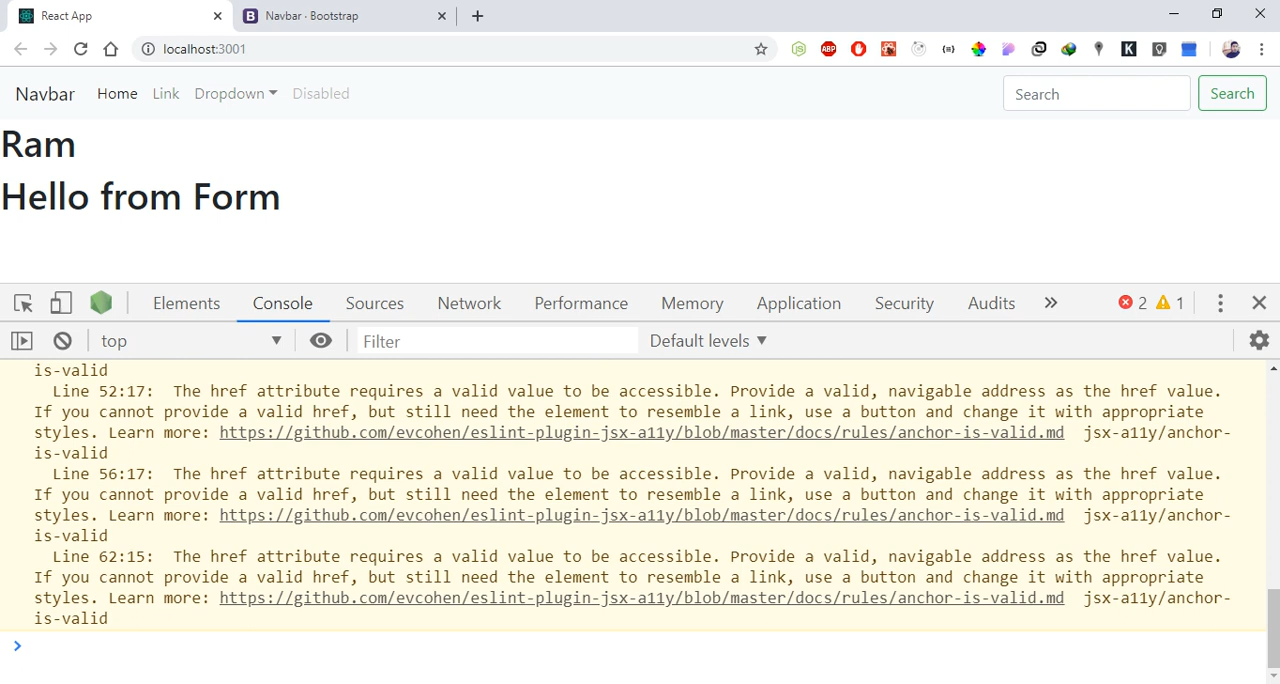 React App
Navbar · Bootstrap
localhost:3001
ABP
K
Navbar Home Link Dropdown Disabled Search Search
Ram
Hello from Form
Elements Console Sources Network Performance Memory Application Security Audits 2 1
top Filter Default levels
is-valid
Line 52:17: The href attribute requires a valid value to be accessible. Provide a valid, navigable address as the href value.
If you cannot provide a valid href, but still need the element to resemble a link, use a button and change it with appropriate
styles. Learn more: https://github.com/evcohen/eslint-plugin-jsx-a11y/blob/master/docs/rules/anchor-is-valid.md jsx-a11y/anchor-
is-valid
Line 56:17: The href attribute requires a valid value to be accessible. Provide a valid, navigable address as the href value.
If you cannot provide a valid href, but still need the element to resemble a link, use a button and change it with appropriate
styles. Learn more: https://github.com/evcohen/eslint-plugin-jsx-a11y/blob/master/docs/rules/anchor-is-valid.md jsx-a11y/anchor-
is-valid
Line 62:15: The href attribute requires a valid value to be accessible. Provide a valid, navigable address as the href value.
If you cannot provide a valid href, but still need the element to resemble a link, use a button and change it with appropriate
styles. Learn more: https://github.com/evcohen/eslint-plugin-jsx-a11y/blob/master/docs/rules/anchor-is-valid.md jsx-a11y/anchor-
is-valid